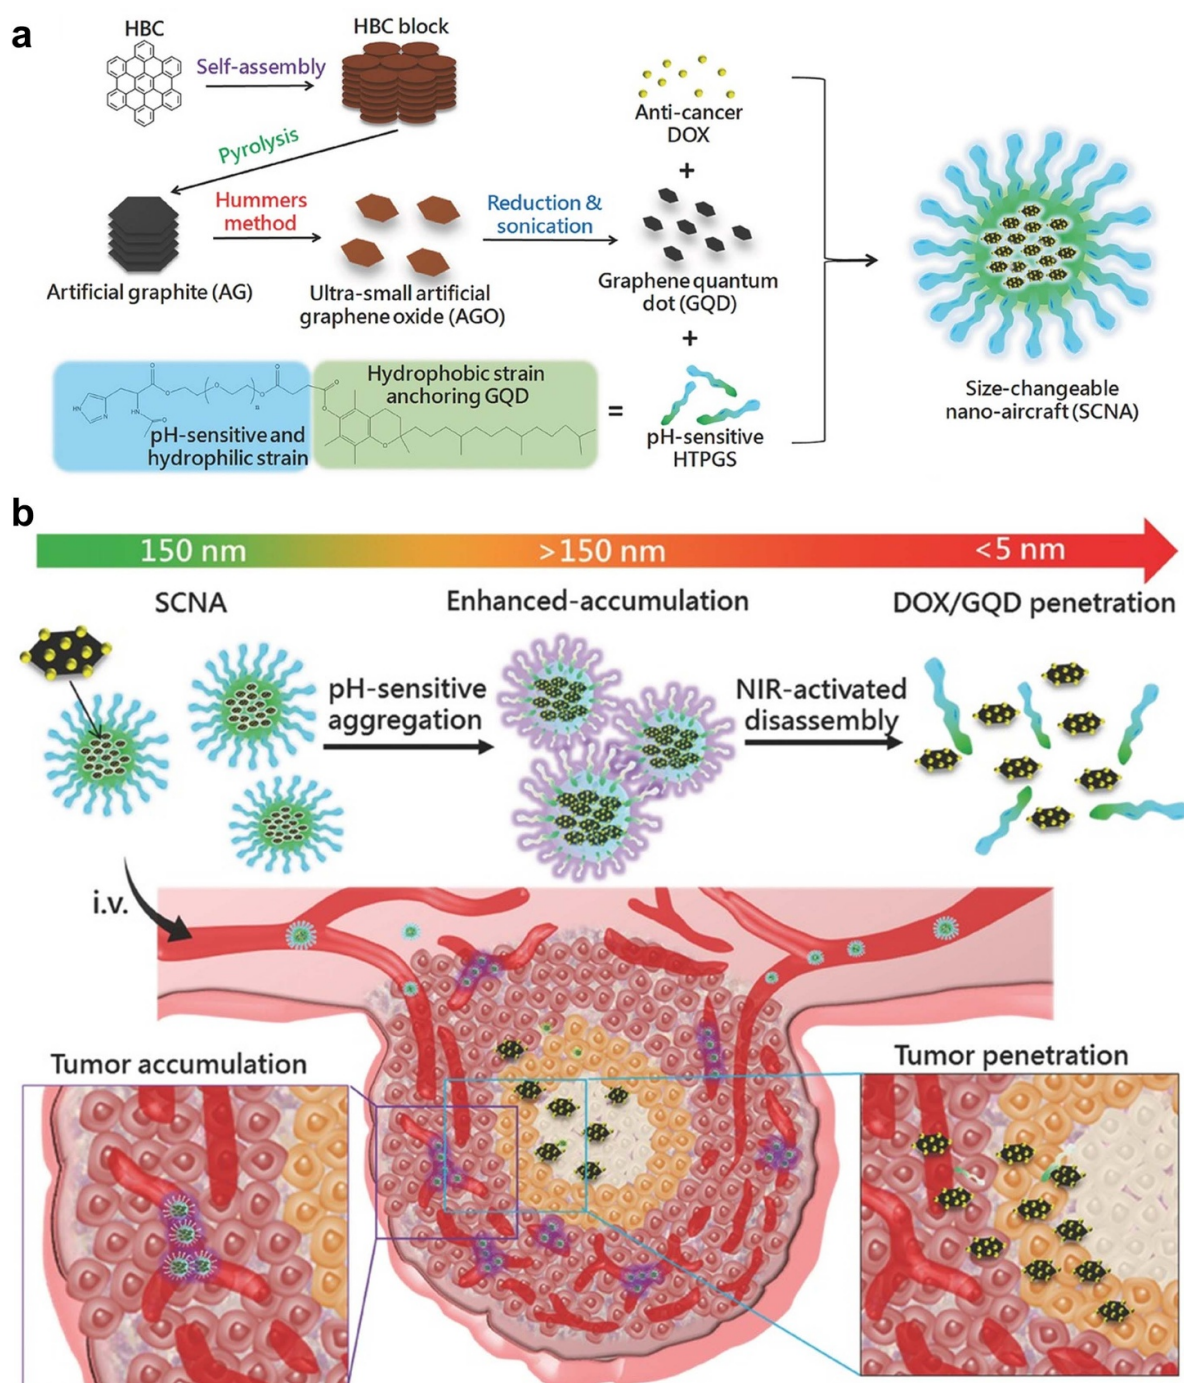 a
HBC
HBC block
Self-assembly
Pyrolysis
Hummers
method
Reduction &
sonication
Artificial graphite (AG)
Ultra-small artificial
graphene oxide (AGO)
Anti-cancer
DOX
+
Graphene quantum
dot (GQD)
+
Hydrophobic strain
anchoring GQD
pH-sensitive and
hydrophilic strain
=
pH-sensitive
HTPGS
Size-changeable
nano-aircraft (SCNA)
b
150 nm
>150 nm
<5 nm
SCNA
Enhanced-accumulation
DOX/GQD penetration
pH-sensitive
aggregation
NIR-activated
disassembly
i.v.
Tumor accumulation
Tumor penetration